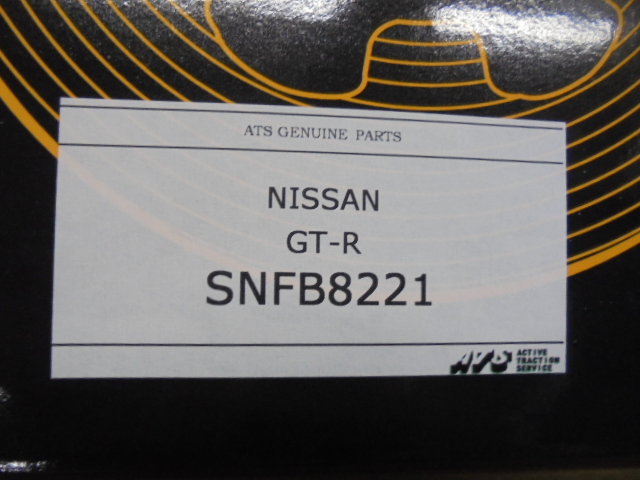 ATS GENUINE PARTS
NISSAN
GT-R
SNFB8221
ATS
ACTIVE
TRACTION
SERVICE